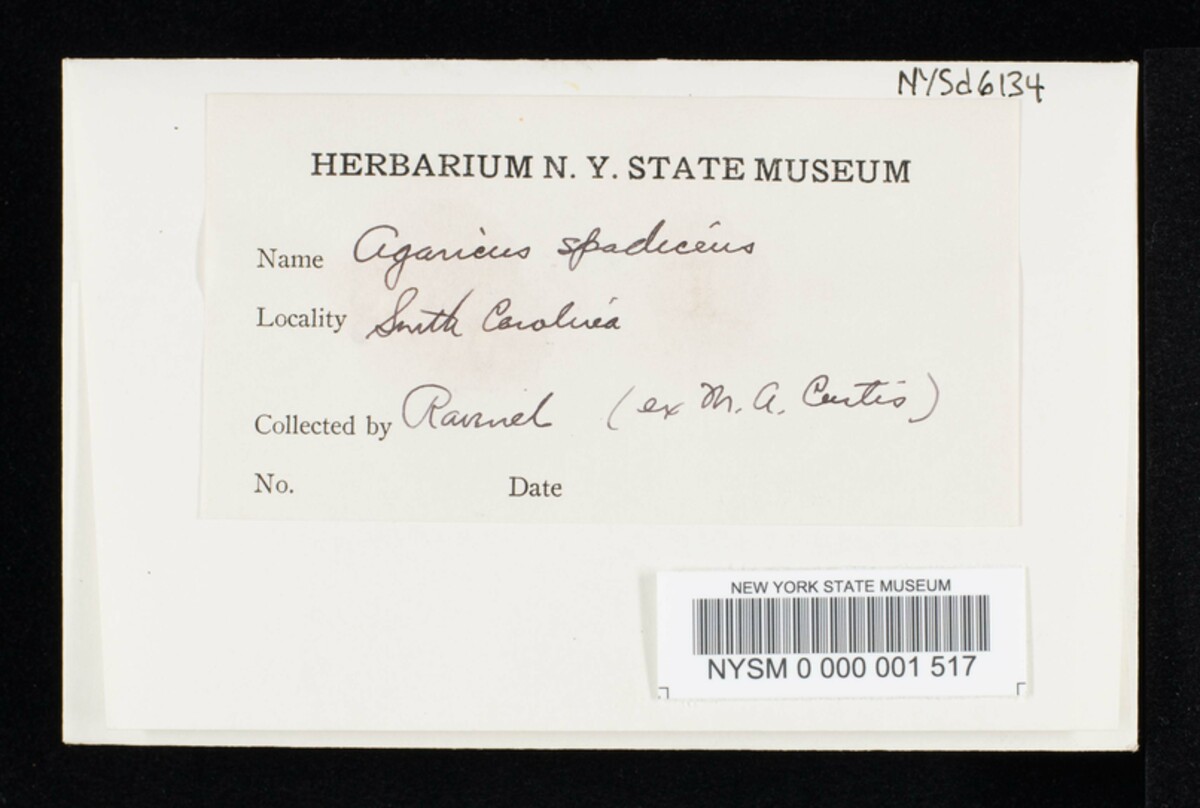 NYSd6134
HERBARIUM N. Y. STATE MUSEUM
Name Agaricus spadiceus
Locality South Carolina
Collected by Ravenel (ex M. A. Curtis)
No. Date
NEW YORK STATE MUSEUM
NYSM 0 000 001 517